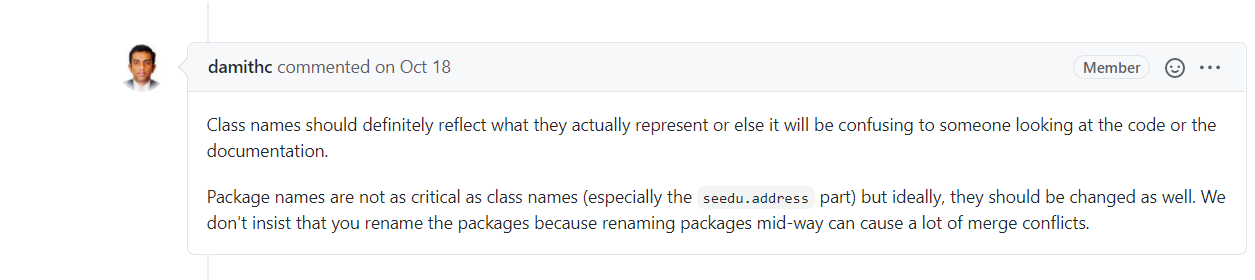 damithc commented on Oct 18 Member
Class names should definitely reflect what they actually represent or else it will be confusing to someone looking at the code or the
documentation.
Package names are not as critical as class names (especially the seedu.address part) but ideally, they should be changed as well. We
don't insist that you rename the packages because renaming packages mid-way can cause a lot of merge conflicts.